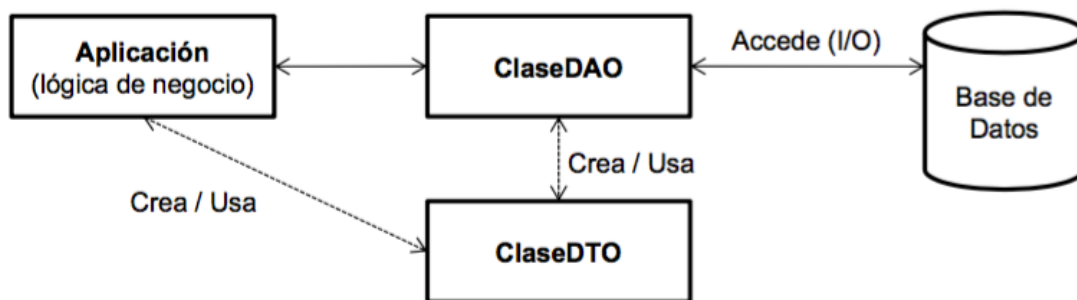 Aplicación
(lógica de negocio)
ClaseDAO
Accede (I/O)
Base de
Datos
Crea / Usa
Crea / Usa
ClaseDTO